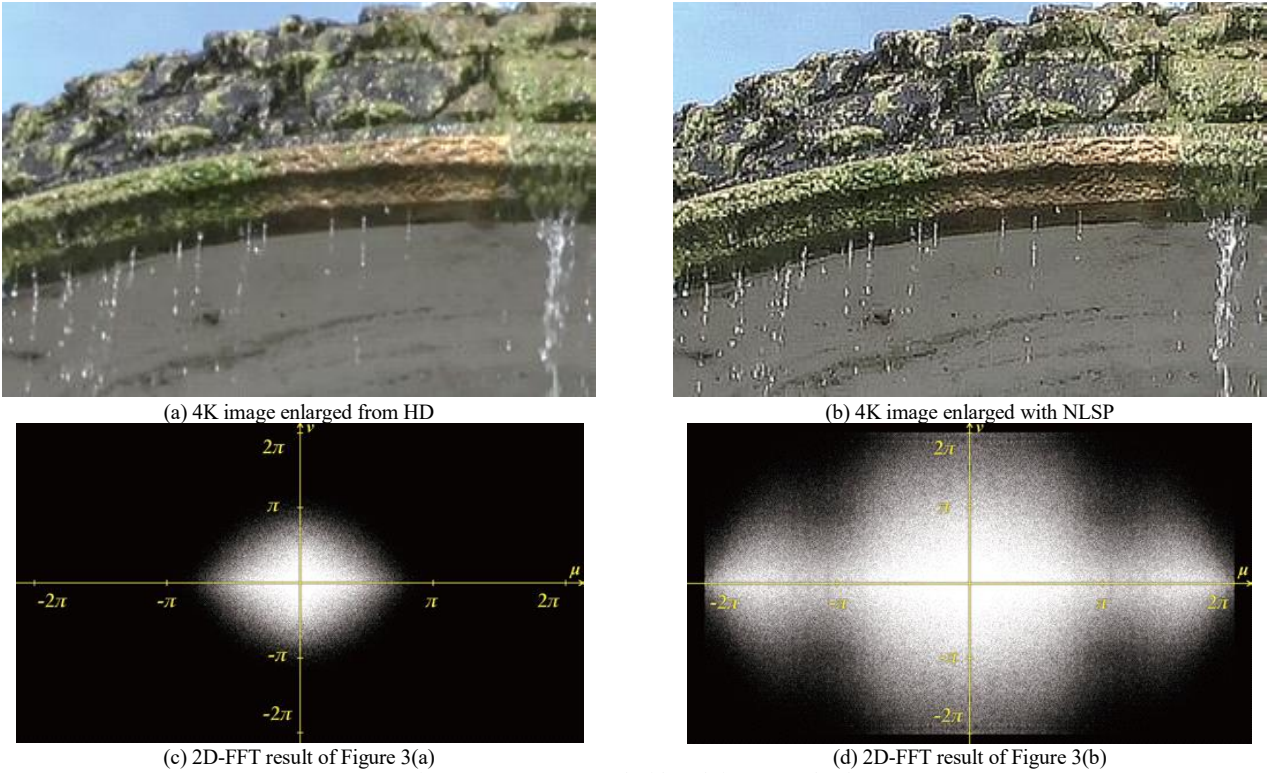 (a) 4K image enlarged from HD
(b) 4K image enlarged with NLSP
ν
2π
π
μ
-2π
-π
π
2π
-π
-2π
(c) 2D-FFT result of Figure 3(a)
ν
2π
π
μ
-2π
-π
π
2π
-π
-2π
(d) 2D-FFT result of Figure 3(b)